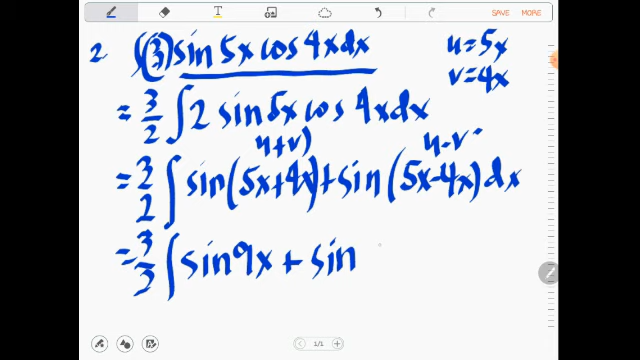 SAVE MORE
2 ∫(3) sin 5x cos 4x dx u = 5x
v = 4x
= 3/2 ∫ 2 sin 5x cos 4x dx
u+v) u-v
= 3/2 ∫ sin(5x+4x) + sin(5x-4x) dx
= 3/3 ∫ sin 9x + sin
1/1